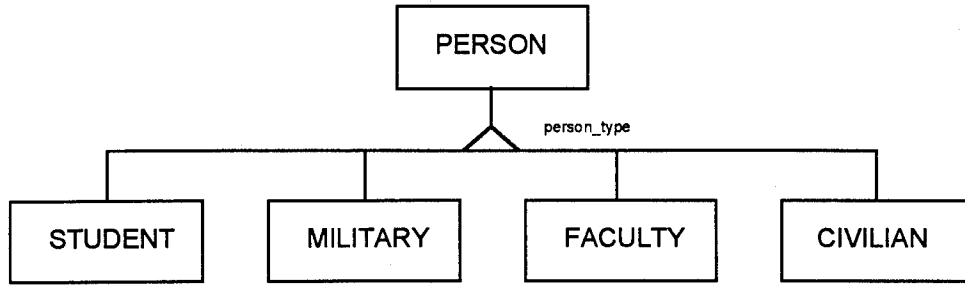 PERSON
person_type
STUDENT
MILITARY
FACULTY
CIVILIAN